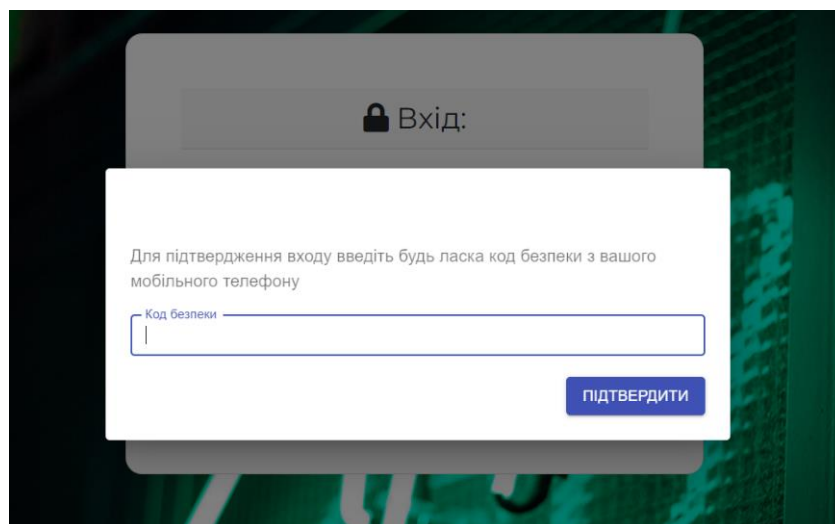 Вхід:
Для підтвердження входу введіть будь ласка код безпеки з вашого
мобільного телефону
Код безпеки
ПІДТВЕРДИТИ